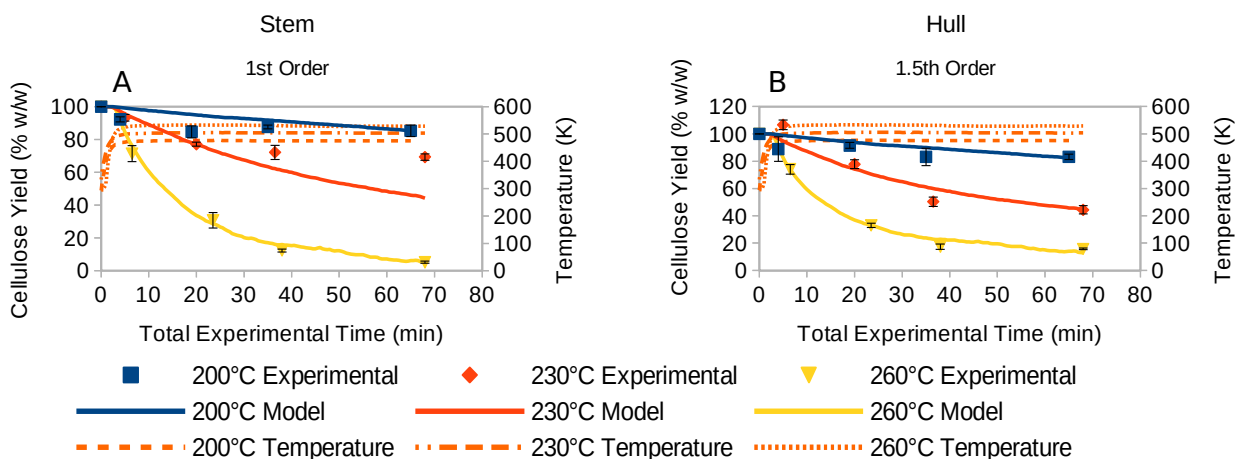 Stem
Hull
1st Order
1.5th Order
A
B
Cellulose Yield (% w/w)
100
80
60
40
20
0
600
500
400
300
200
100
0
Temperature (K)
0 10 20 30 40 50 60 70 80
Total Experimental Time (min)
Cellulose Yield (% w/w)
120
100
80
60
40
20
0
600
500
400
300
200
100
0
Temperature (K)
0 10 20 30 40 50 60 70 80
Total Experimental Time (min)
200°C Experimental 230°C Experimental 260°C Experimental
200°C Model 230°C Model 260°C Model
200°C Temperature 230°C Temperature 260°C Temperature